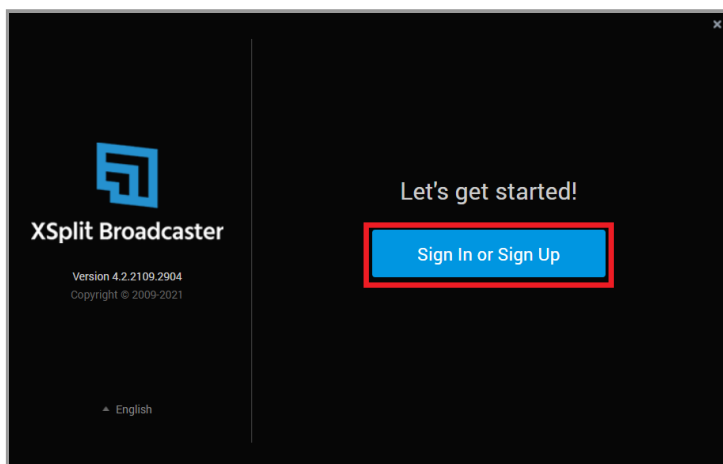 XSplit Broadcaster
Version 4.2.2109.2904
Copyright © 2009-2021
English
Let's get started!
Sign In or Sign Up